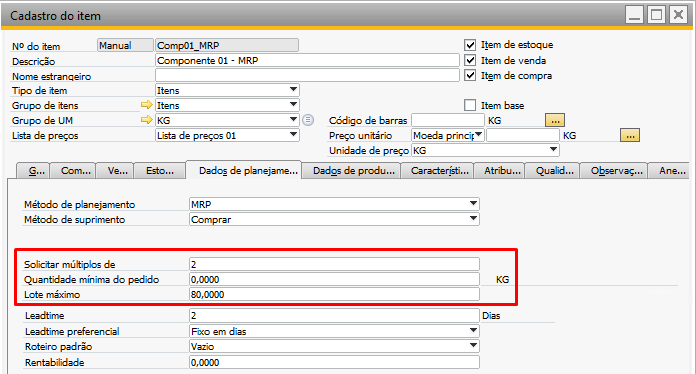 Cadastro do item
Nº do item Manual Comp01_MRP Item de estoque
Descrição Componente 01 - MRP Item de venda
Nome estrangeiro Item de compra
Tipo de item Itens
Grupo de itens Itens Item base
Grupo de UM KG Código de barras KG ...
Lista de preços Lista de preços 01 Preço unitário Moeda princip KG ...
Unidade de preço KG
G... Com... Ve... Esto... Dados de planejame... Dados de produ... Característi... Atribu... Qualid... Observaç... Ane...
Método de planejamento MRP
Método de suprimento Comprar
Solicitar múltiplos de 2
Quantidade mínima do pedido 0,0000 KG
Lote máximo 80,0000
Leadtime 2 Dias
Leadtime preferencial Fixo em dias
Roteiro padrão Vazio
Rentabilidade 0,0000